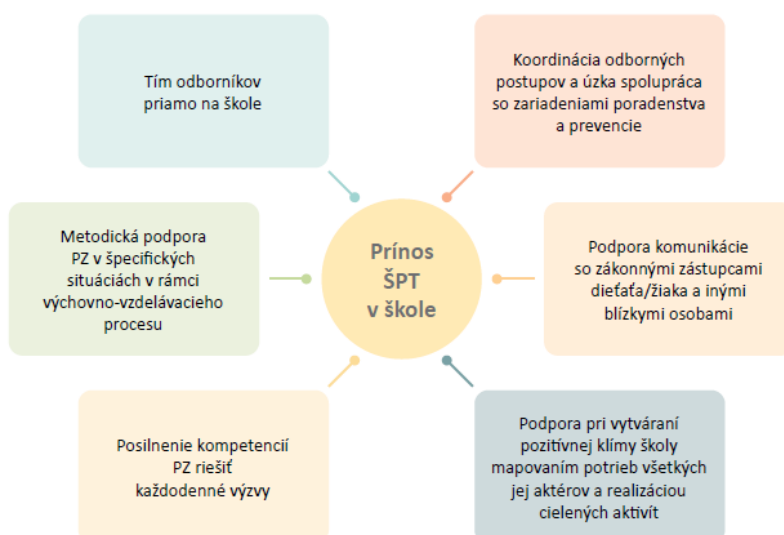 Tím odborníkov
priamo na škole
Koordinácia odborných
postupov a úzka spolupráca
so zariadeniami poradenstva
a prevencie
Metodická podpora
PZ v špecifických
situáciách v rámci
výchovno-vzdelávacieho
procesu
Prínos
ŠPT
v škole
Podpora komunikácie
so zákonnými zástupcami
dieťaťa/žiaka a inými
blízkymi osobami
Posilnenie kompetencií
PZ riešiť
každodenné výzvy
Podpora pri vytváraní
pozitívnej klímy školy
mapovaním potrieb všetkých
jej aktérov a realizáciou
cielených aktivít